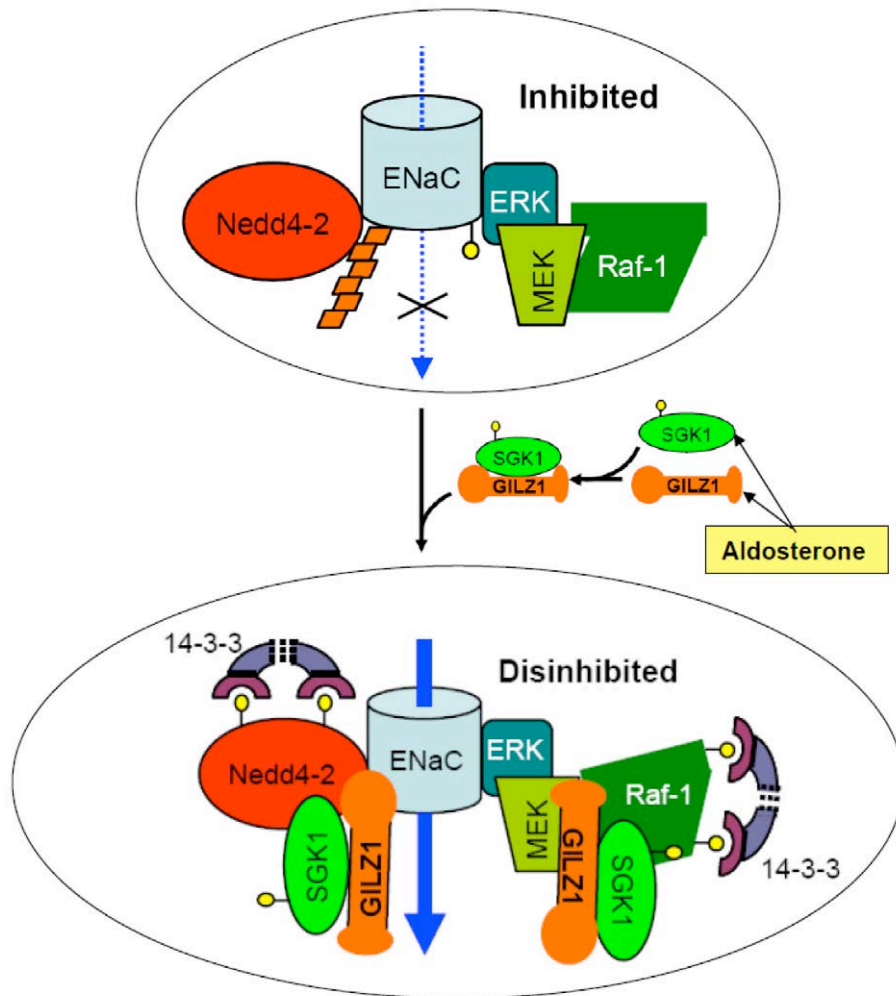 Inhibited
ENaC
ERK
Nedd4-2
MEK
Raf-1
SGK1
SGK1
GILZ1
GILZ1
Aldosterone
14-3-3
Disinhibited
ENaC
ERK
Nedd4-2
Raf-1
MEK
GILZ1
SGK1
SGK1
GILZ1
14-3-3